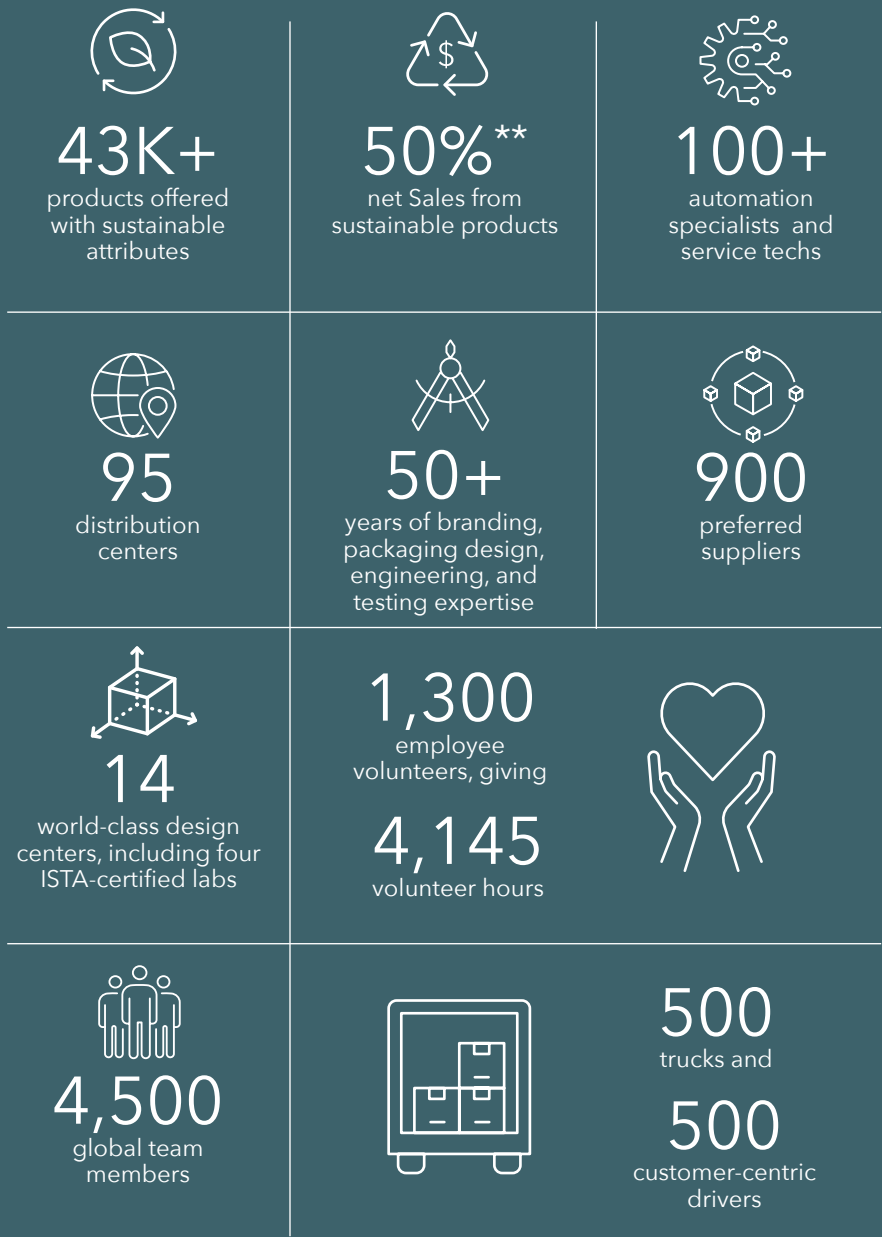 $
43K+
products offered
with sustainable
attributes
50%**
net Sales from
sustainable products
100+
automation
specialists  and
service techs
95
distribution
centers
50+
years of branding,
packaging design,
engineering, and
testing expertise
900
preferred
suppliers
14
world-class design
centers, including four
ISTA-certified labs
1,300
employee
volunteers, giving
4,145
volunteer hours
4,500
global team
members
500
trucks and
500
customer-centric
drivers